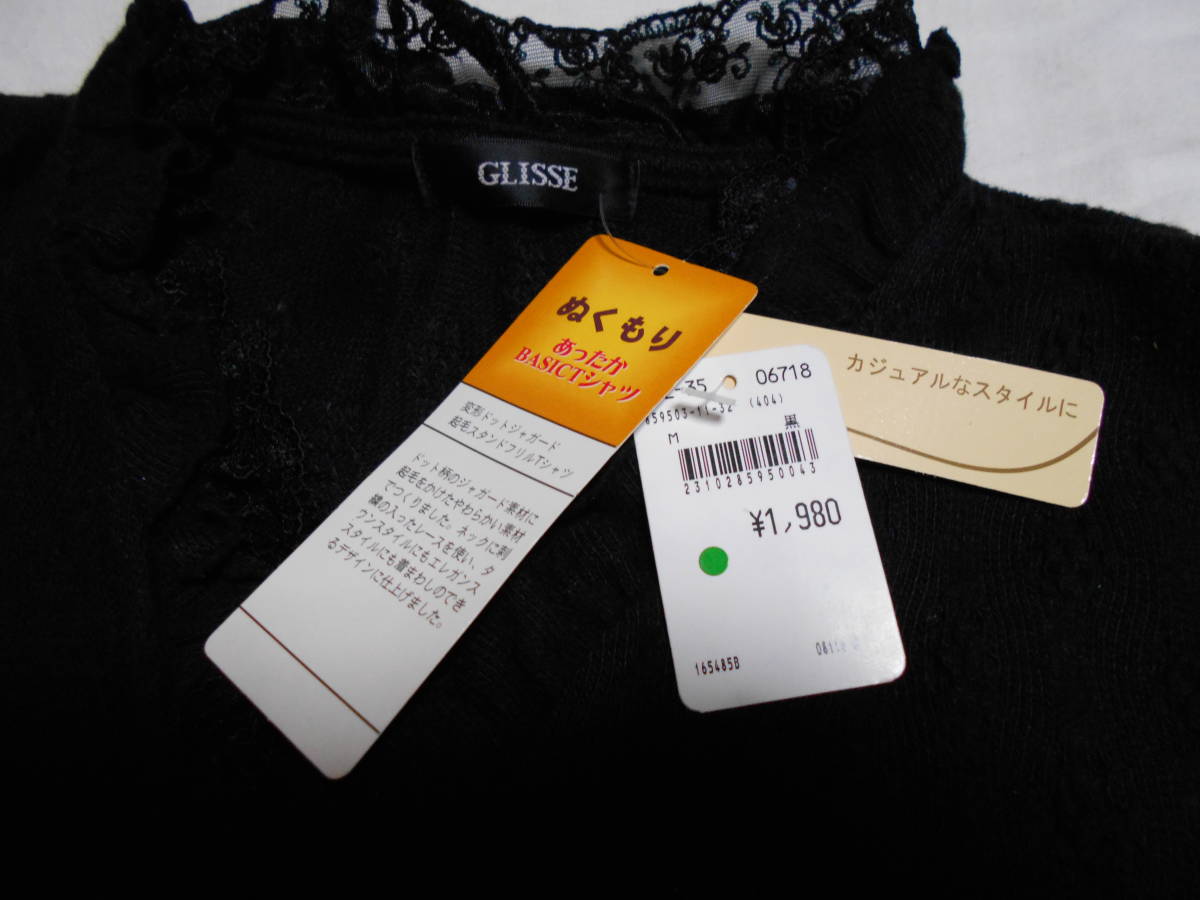 GLISSE
ぬくもり
あったか
BASICTシャツ
変形ドットジャガード
起毛スタンドフリルTシャツ
ドット柄のジャガード素材に
起毛をかけたやわらかい素材
でつくりました。ネックに刺
繍の入ったレースを使い、タ
ウンスタイルにもエレガンス
スタイルにも着まわしのでき
るデザインに仕上げました。
カジュアルなスタイルに
-35 06718
659503-11-32 (404)
M 黒
2310285950043
¥1,980
165485B